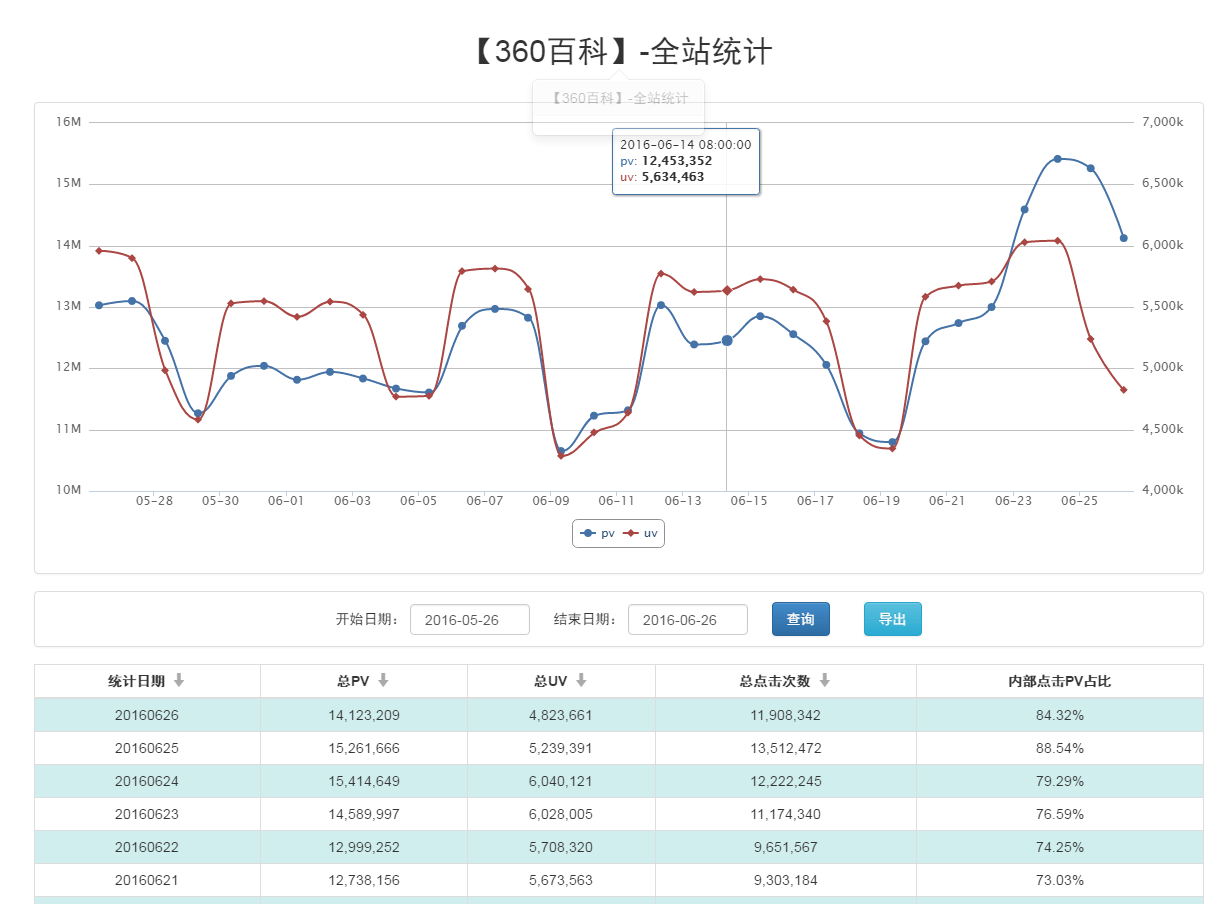 【360百科】-全站统计
【360百科】-全站统计
16M
7,000k
2016-06-14 08:00:00
pv: 12,453,352
uv: 5,634,463
15M
6,500k
14M
6,000k
13M
5,500k
12M
5,000k
11M
4,500k
10M
4,000k
05-28 05-30 06-01 06-03 06-05 06-07 06-09 06-11 06-13 06-15 06-17 06-19 06-21 06-23 06-25
pv uv
开始日期： 2016-05-26 结束日期： 2016-06-26 查询 导出
统计日期 总PV 总UV 总点击次数 内部点击PV占比
20160626 14,123,209 4,823,661 11,908,342 84.32%
20160625 15,261,666 5,239,391 13,512,472 88.54%
20160624 15,414,649 6,040,121 12,222,245 79.29%
20160623 14,589,997 6,028,005 11,174,340 76.59%
20160622 12,999,252 5,708,320 9,651,567 74.25%
20160621 12,738,156 5,673,563 9,303,184 73.03%